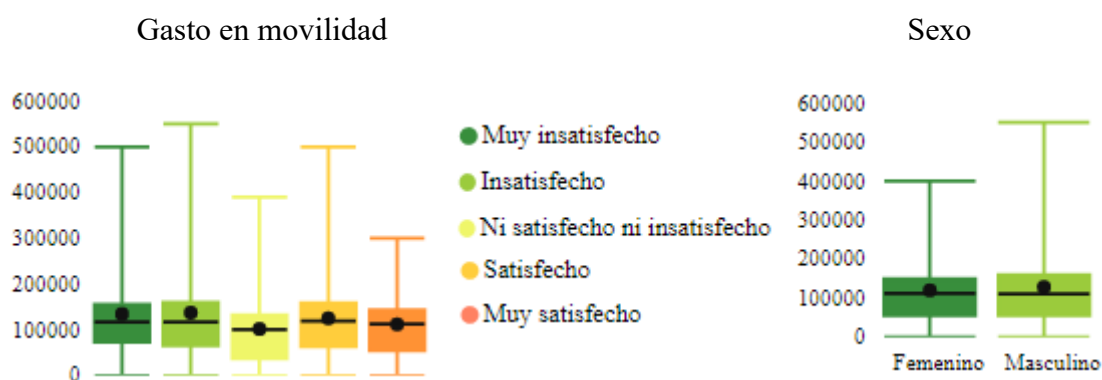 Gasto en movilidad
600000
500000
400000
300000
200000
100000
0
Muy insatisfecho
Insatisfecho
Ni satisfecho ni insatisfecho
Satisfecho
Muy satisfecho
Sexo
600000
500000
400000
300000
200000
100000
0
Femenino Masculino